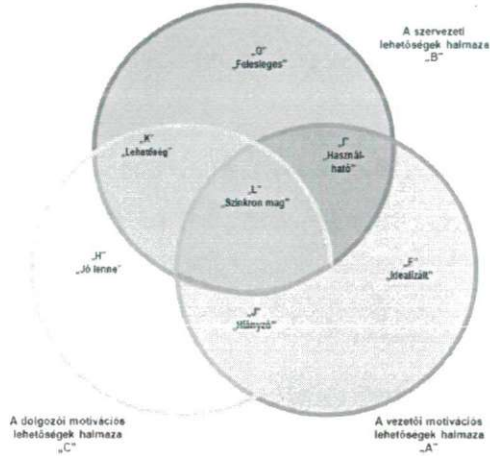 A szervezeti
lehetőségek halmaza
„B"
„G"
„Felesleges"
„K"
„Lehetőség"
„I"
„Használ-
ható"
„L"
„Szinkron mag"
„H"
„Jó lenne"
„F"
„Idealizált"
„J"
„Hiányzó"
A dolgozói motivációs
lehetőségek halmaza
„C"
A vezetői motivációs
lehetőségek halmaza
„A"